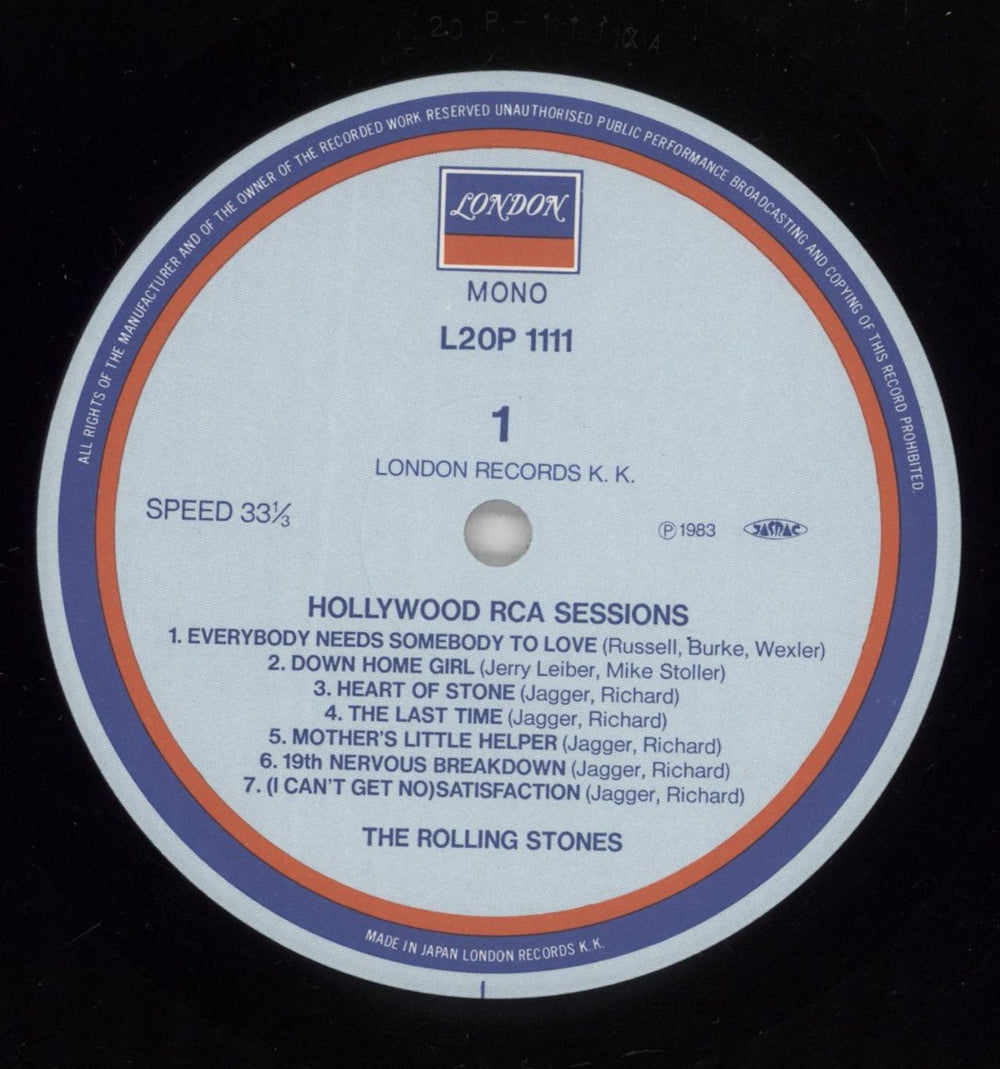 20 P-1111
ALL RIGHTS OF THE MANUFACTURER AND OF THE OWNER OF THE RECORDED WORK RESERVED UNAUTHORISED PUBLIC PERFORMANCE BROADCASTING AND COPYING OF THIS RECORD PROHIBITED.
LONDON
MONO
L20P 1111
1
LONDON RECORDS K. K.
SPEED 33⅓
Ⓟ1983 JASRAC
HOLLYWOOD RCA SESSIONS
1. EVERYBODY NEEDS SOMEBODY TO LOVE (Russell, Burke, Wexler)
2. DOWN HOME GIRL (Jerry Leiber, Mike Stoller)
3. HEART OF STONE (Jagger, Richard)
4. THE LAST TIME (Jagger, Richard)
5. MOTHER'S LITTLE HELPER (Jagger, Richard)
6. 19th NERVOUS BREAKDOWN (Jagger, Richard)
7. (I CAN'T GET NO)SATISFACTION (Jagger, Richard)
THE ROLLING STONES
MADE IN JAPAN LONDON RECORDS K.K.